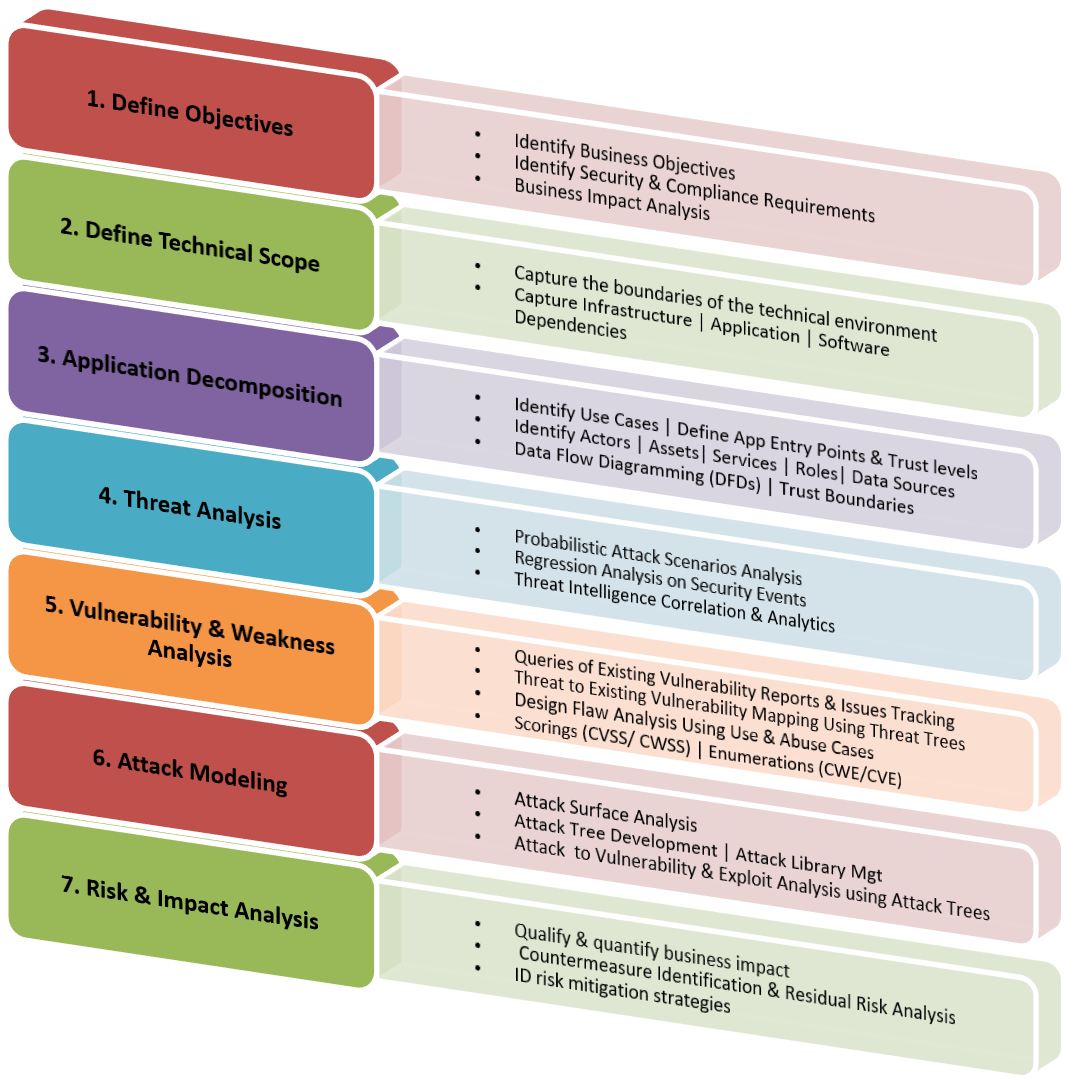 1. Define Objectives
• Identify Business Objectives
• Identify Security & Compliance Requirements
• Business Impact Analysis
2. Define Technical Scope
• Capture the boundaries of the technical environment
• Capture Infrastructure | Application | Software
Dependencies
3. Application Decomposition
• Identify Use Cases | Define App Entry Points & Trust levels
• Identify Actors | Assets| Services | Roles| Data Sources
• Data Flow Diagramming (DFDs) | Trust Boundaries
4. Threat Analysis
• Probabilistic Attack Scenarios Analysis
• Regression Analysis on Security Events
• Threat Intelligence Correlation & Analytics
5. Vulnerability & Weakness
Analysis
• Queries of Existing Vulnerability Reports & Issues Tracking
• Threat to Existing Vulnerability Mapping Using Threat Trees
• Design Flaw Analysis Using Use & Abuse Cases
• Scorings (CVSS/ CWSS) | Enumerations (CWE/CVE)
6. Attack Modeling
• Attack Surface Analysis
• Attack Tree Development | Attack Library Mgt
• Attack  to Vulnerability & Exploit Analysis using Attack Trees
7. Risk & Impact Analysis
• Qualify & quantify business impact
• Countermeasure Identification & Residual Risk Analysis
• ID risk mitigation strategies